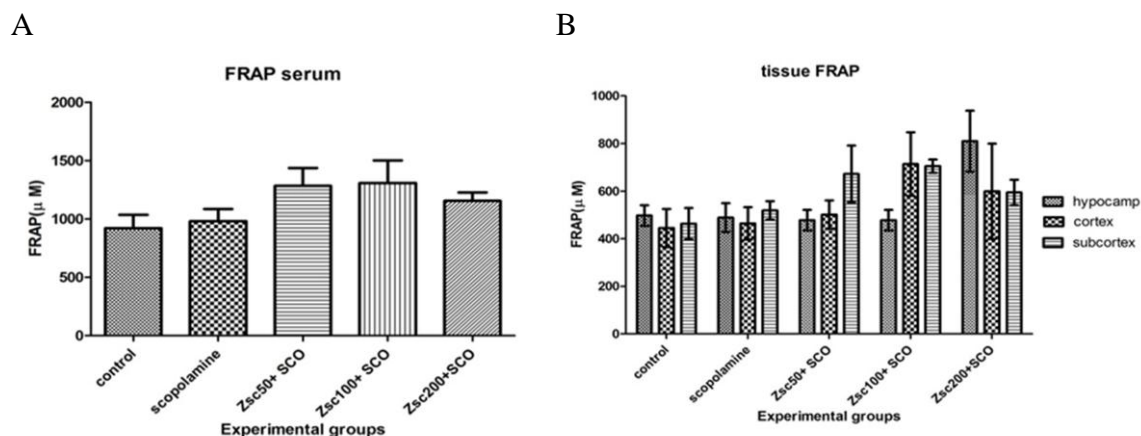 A
B
FRAP serum
FRAP(μ M)
2000
1500
1000
500
0
control
scopolamine
Zsc50+ SCO
Zsc100+ SCO
Zsc200+SCO
Experimental groups
tissue FRAP
FRAP(μ M)
1000
800
600
400
200
0
control
scopolamine
Zsc50+ SCO
Zsc100+ SCO
Zsc200+SCO
Experimental groups
hypocamp
cortex
subcortex